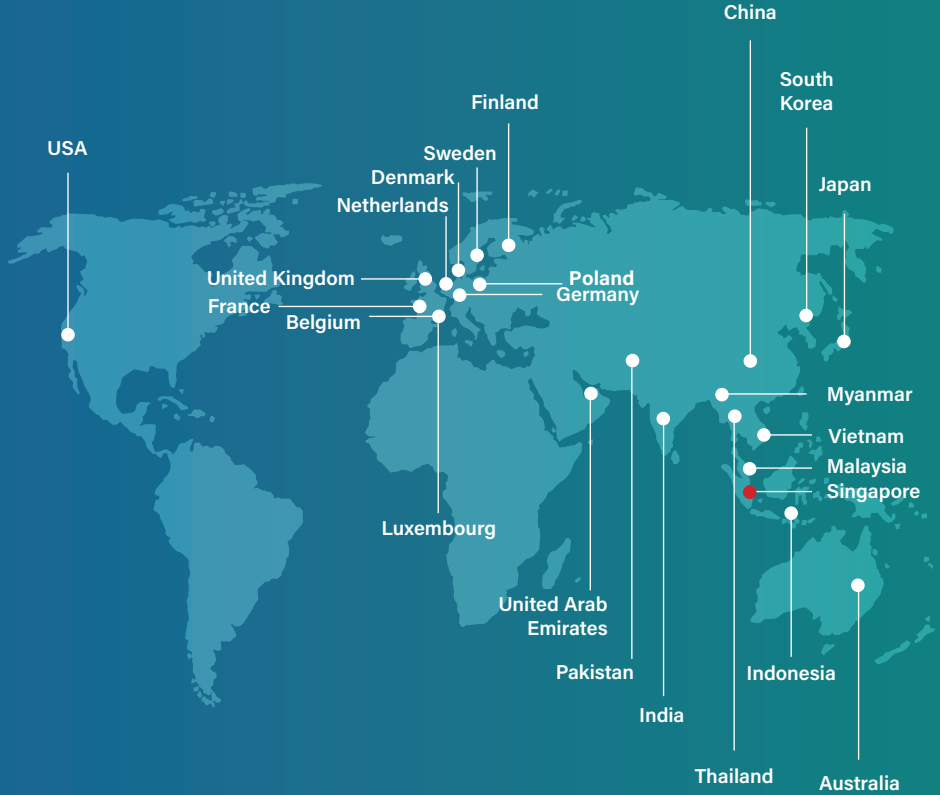 China
South
Korea
Finland
USA
Sweden
Denmark
Japan
Netherlands
United Kingdom
Poland
Germany
France
Belgium
Myanmar
Vietnam
Malaysia
Singapore
Luxembourg
United Arab
Emirates
Pakistan
Indonesia
India
Thailand
Australia